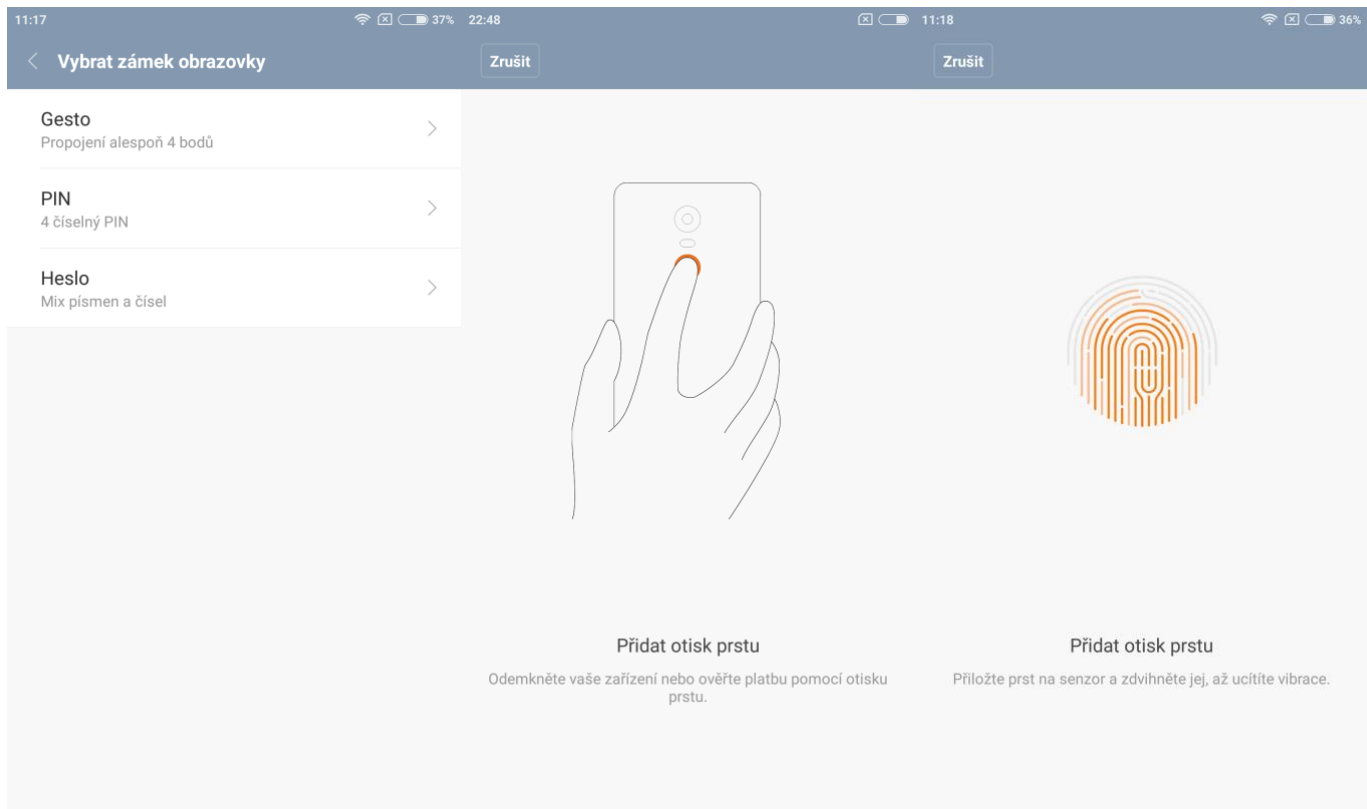 11:17
37%
Vybrat zámek obrazovky
Gesto
Propojení alespoň 4 bodů
PIN
4 číselný PIN
Heslo
Mix písmen a čísel
22:48
Zrušit
Přidat otisk prstu
Odemkněte vaše zařízení nebo ověřte platbu pomocí otisku
prstu.
11:18
36%
Zrušit
Přidat otisk prstu
Přiložte prst na senzor a zdvihněte jej, až ucítíte vibrace.